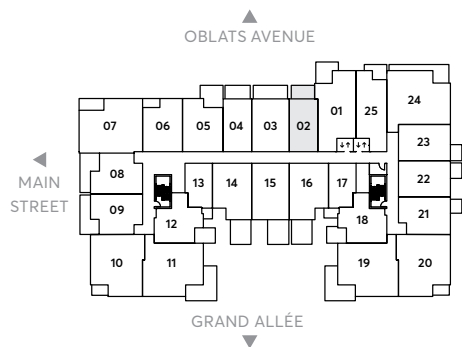 OBLATS AVENUE
01 25 24
07 06 05 04 03 02
23
MAIN
STREET
08 13 14 15 16 17 22
09 12 18 21
10 11 19 20
GRAND ALLÉE